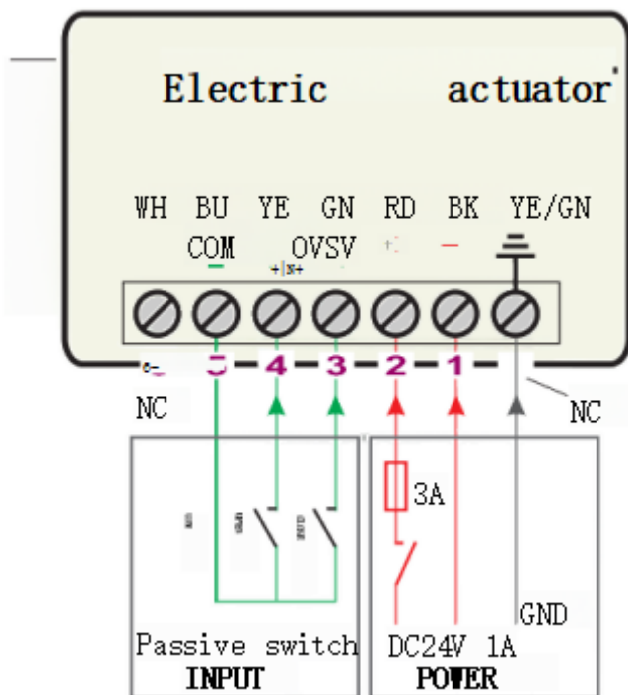 Electric actuator
WH BU YE GN RD BK YE/GN
COM OVSV + −
5 4 3 2 1
NC NC
3A
GND
Passive switch DC24V 1A
INPUT POWER